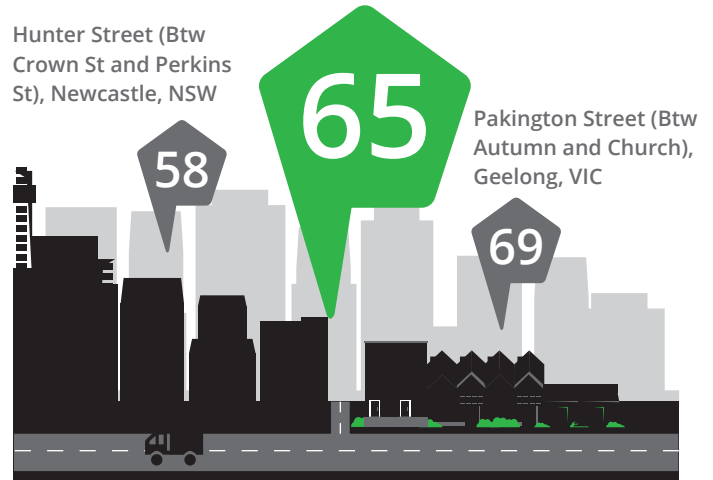 Hunter Street (Btw
Crown St and Perkins
St), Newcastle, NSW
58
65
Pakington Street (Btw
Autumn and Church),
Geelong, VIC
69